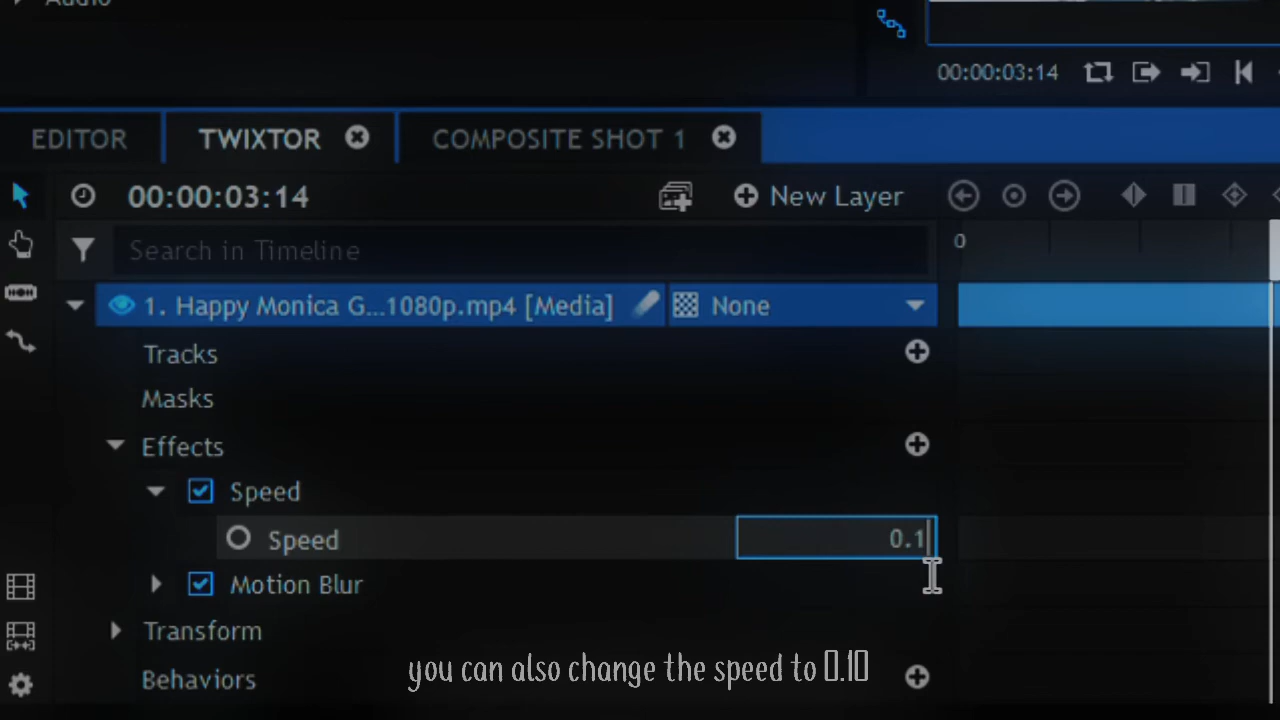 Audio
00:00:03:14
EDITOR TWIXTOR COMPOSITE SHOT 1
00:00:03:14 New Layer
Search in Timeline 0
1. Happy Monica G...1080p.mp4 [Media] None
Tracks
Masks
Effects
Speed
Speed 0.1
Motion Blur
Transform
you can also change the speed to 0.10
Behaviors